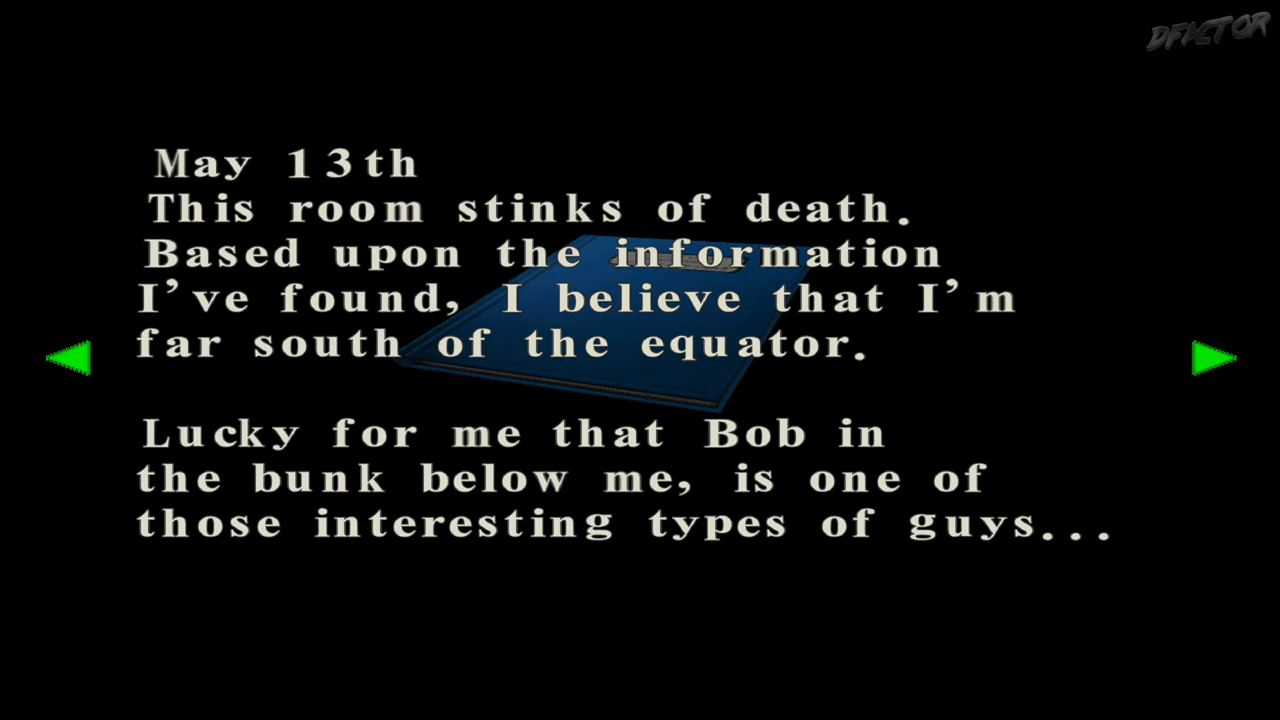 DFACTOR
May 13th
This room stinks of death.
Based upon the information
I've found, I believe that I'm
far south of the equator.
Lucky for me that Bob in
the bunk below me, is one of
those interesting types of guys...